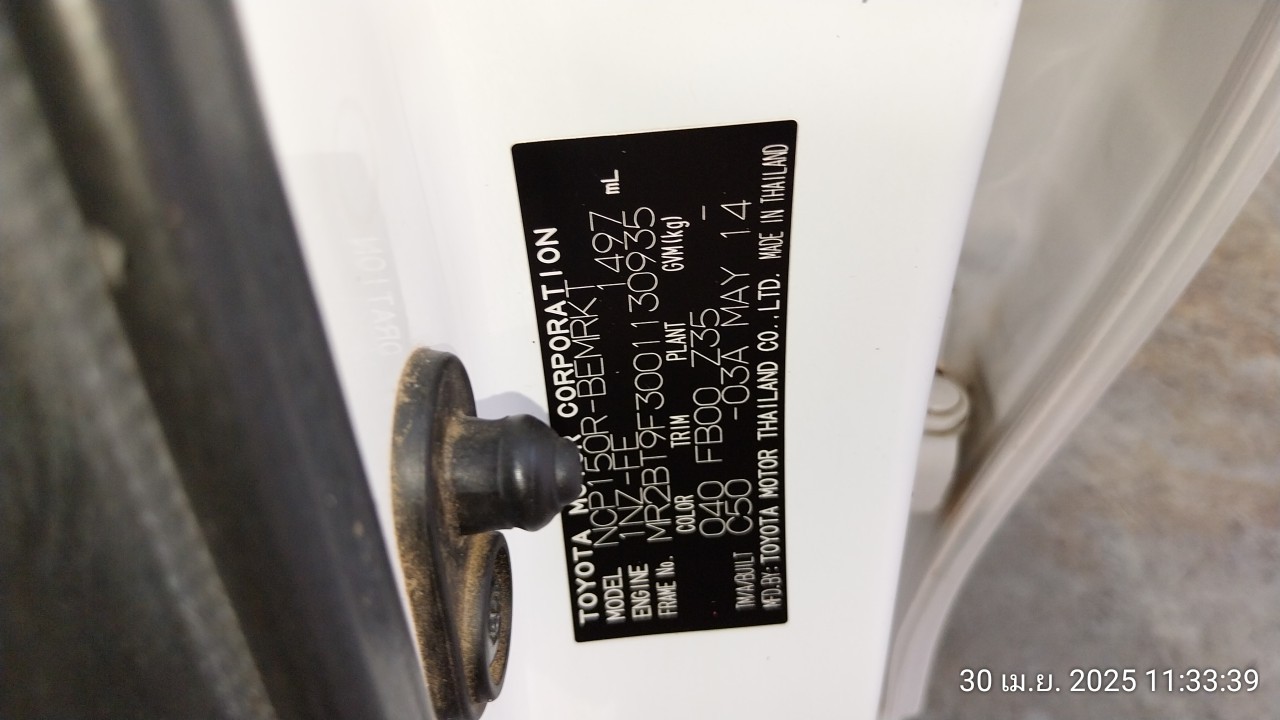 TOYOTA MOTOR CORPORATION
MODEL NCP150R-BEMRKT
ENGINE 1NZ-FE 1497 mL
FRAME No. MR2BT9F3001130935
COLOR TRIM PLANT GVM(kg)
040 FB00 Z35 -
TM/A/BUILT C50 -03A MAY 14
MFD.BY:TOYOTA MOTOR THAILAND CO.,LTD. MADE IN THAILAND
30 เม.ย. 2025 11:33:39